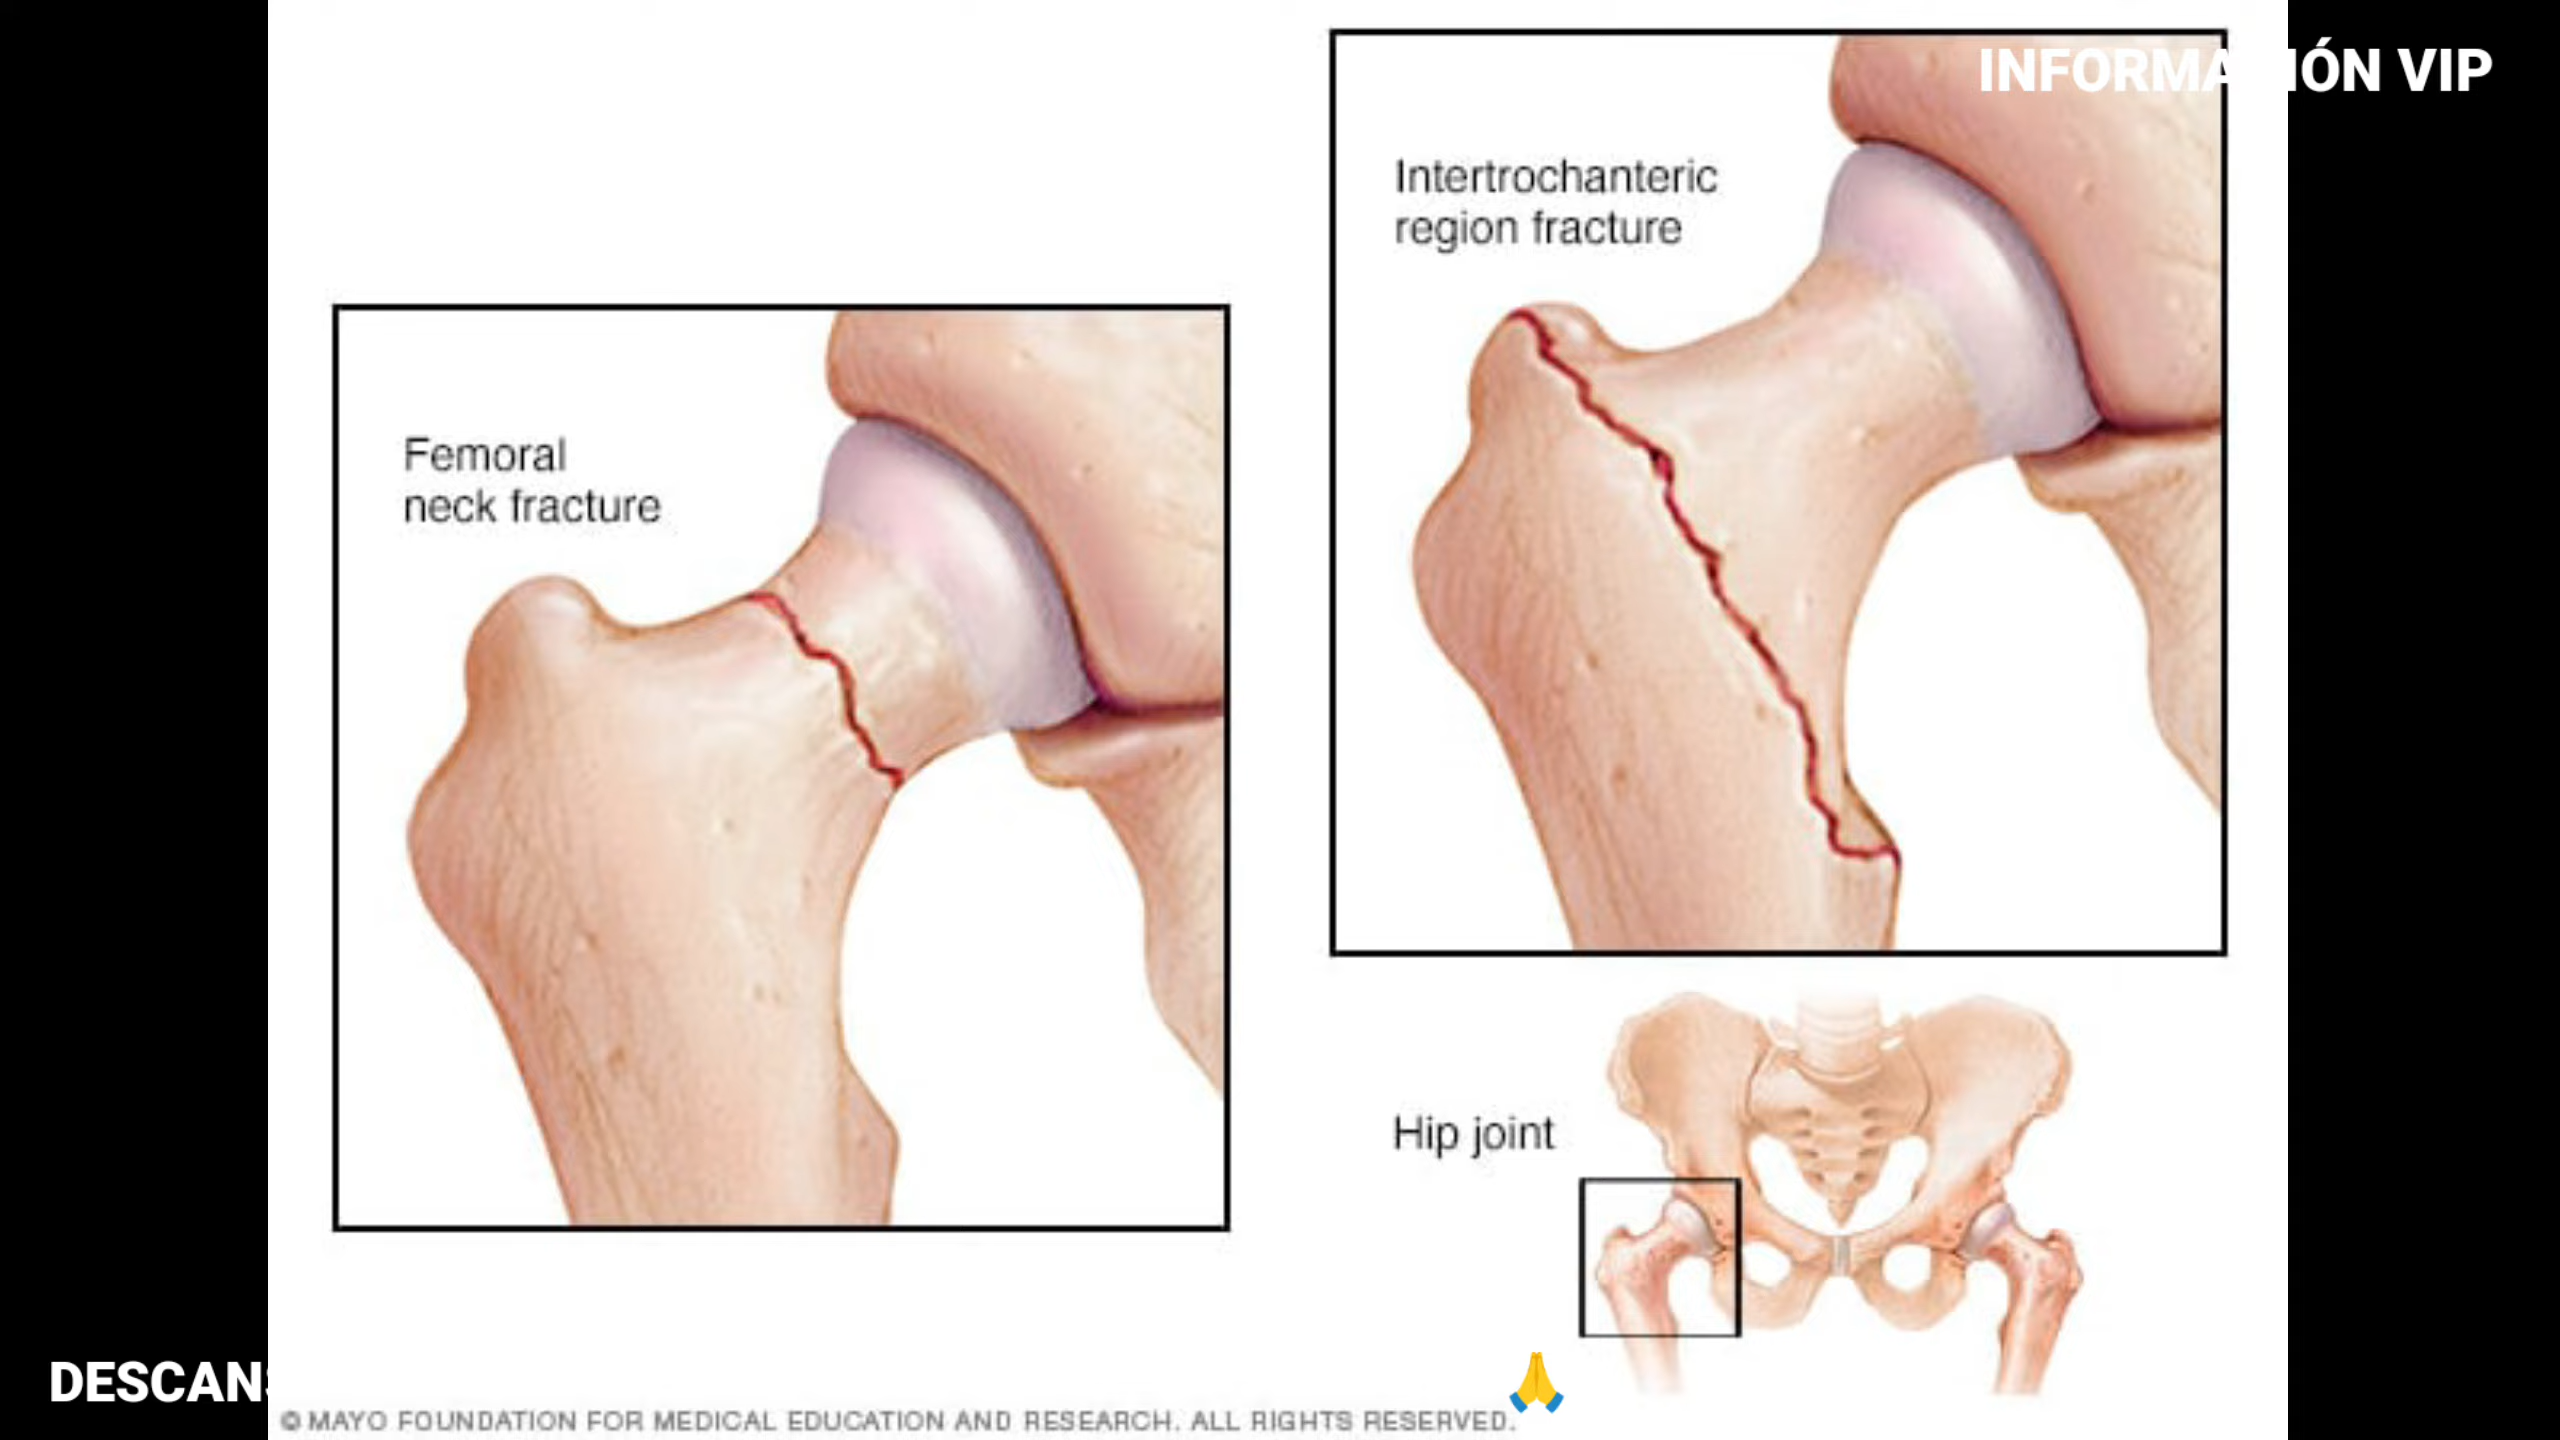 INFORMA IÓN VIP
Intertrochanteric
region fracture
Femoral
neck fracture
Hip joint
DESCAN
🙏
© MAYO FOUNDATION FOR MEDICAL EDUCATION AND RESEARCH. ALL RIGHTS RESERVED.